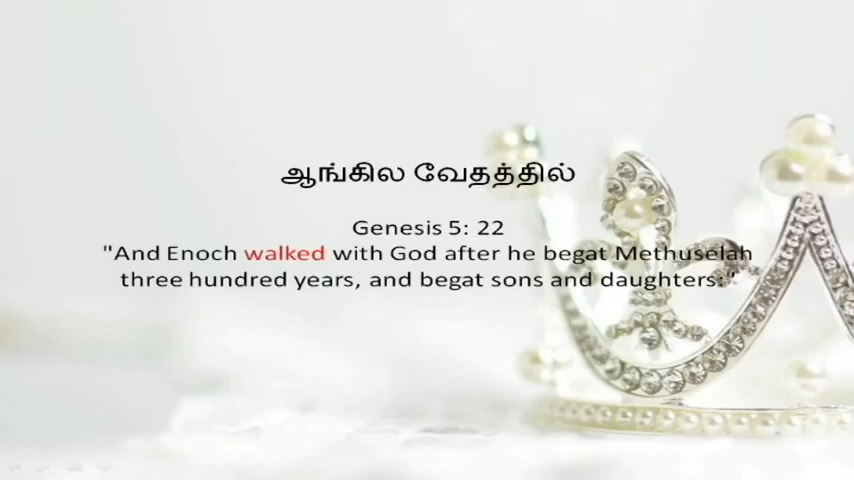 ஆங்கில வேதத்தில்
Genesis 5: 22
"And Enoch walked with God after he begat Methuselah
three hundred years, and begat sons and daughters:"